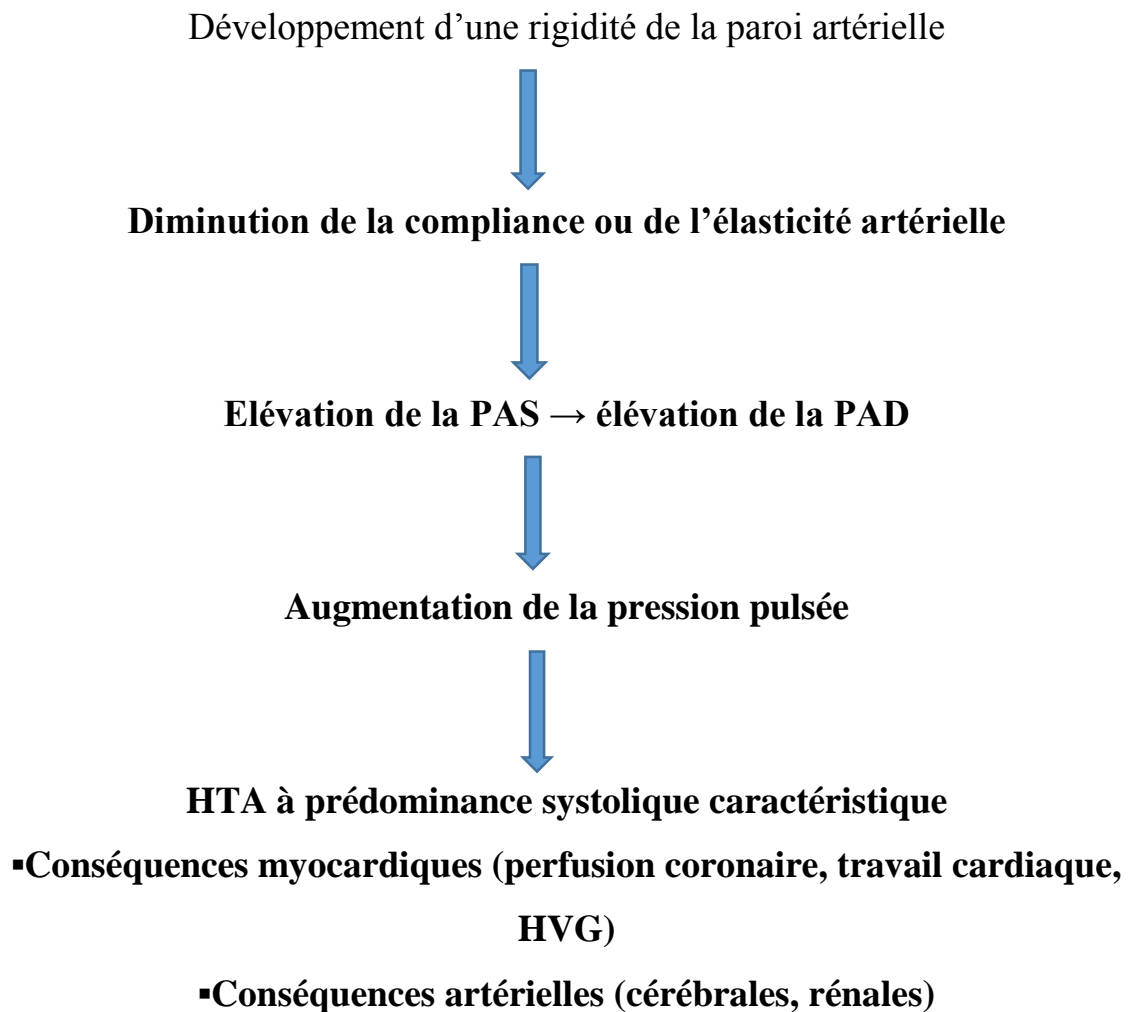 Développement d’une rigidité de la paroi artérielle
Diminution de la compliance ou de l’élasticité artérielle
Elévation de la PAS → élévation de la PAD
Augmentation de la pression pulsée
HTA à prédominance systolique caractéristique
▪Conséquences myocardiques (perfusion coronaire, travail cardiaque,
HVG)
▪Conséquences artérielles (cérébrales, rénales)